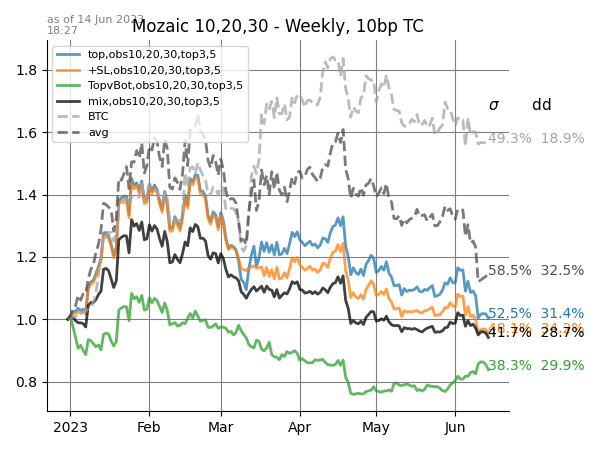 as of 14 Jun 2023
18:27
Mozaic 10,20,30 - Weekly, 10bp TC
top,obs10,20,30,top3,5
+SL,obs10,20,30,top3,5
TopvBot,obs10,20,30,top3,5
mix,obs10,20,30,top3,5
BTC
avg
σ dd
49.3% 18.9%
58.5% 32.5%
52.5% 31.4%
41.7% 28.7%
38.3% 29.9%
1.8
1.6
1.4
1.2
1.0
0.8
2023 Feb Mar Apr May Jun